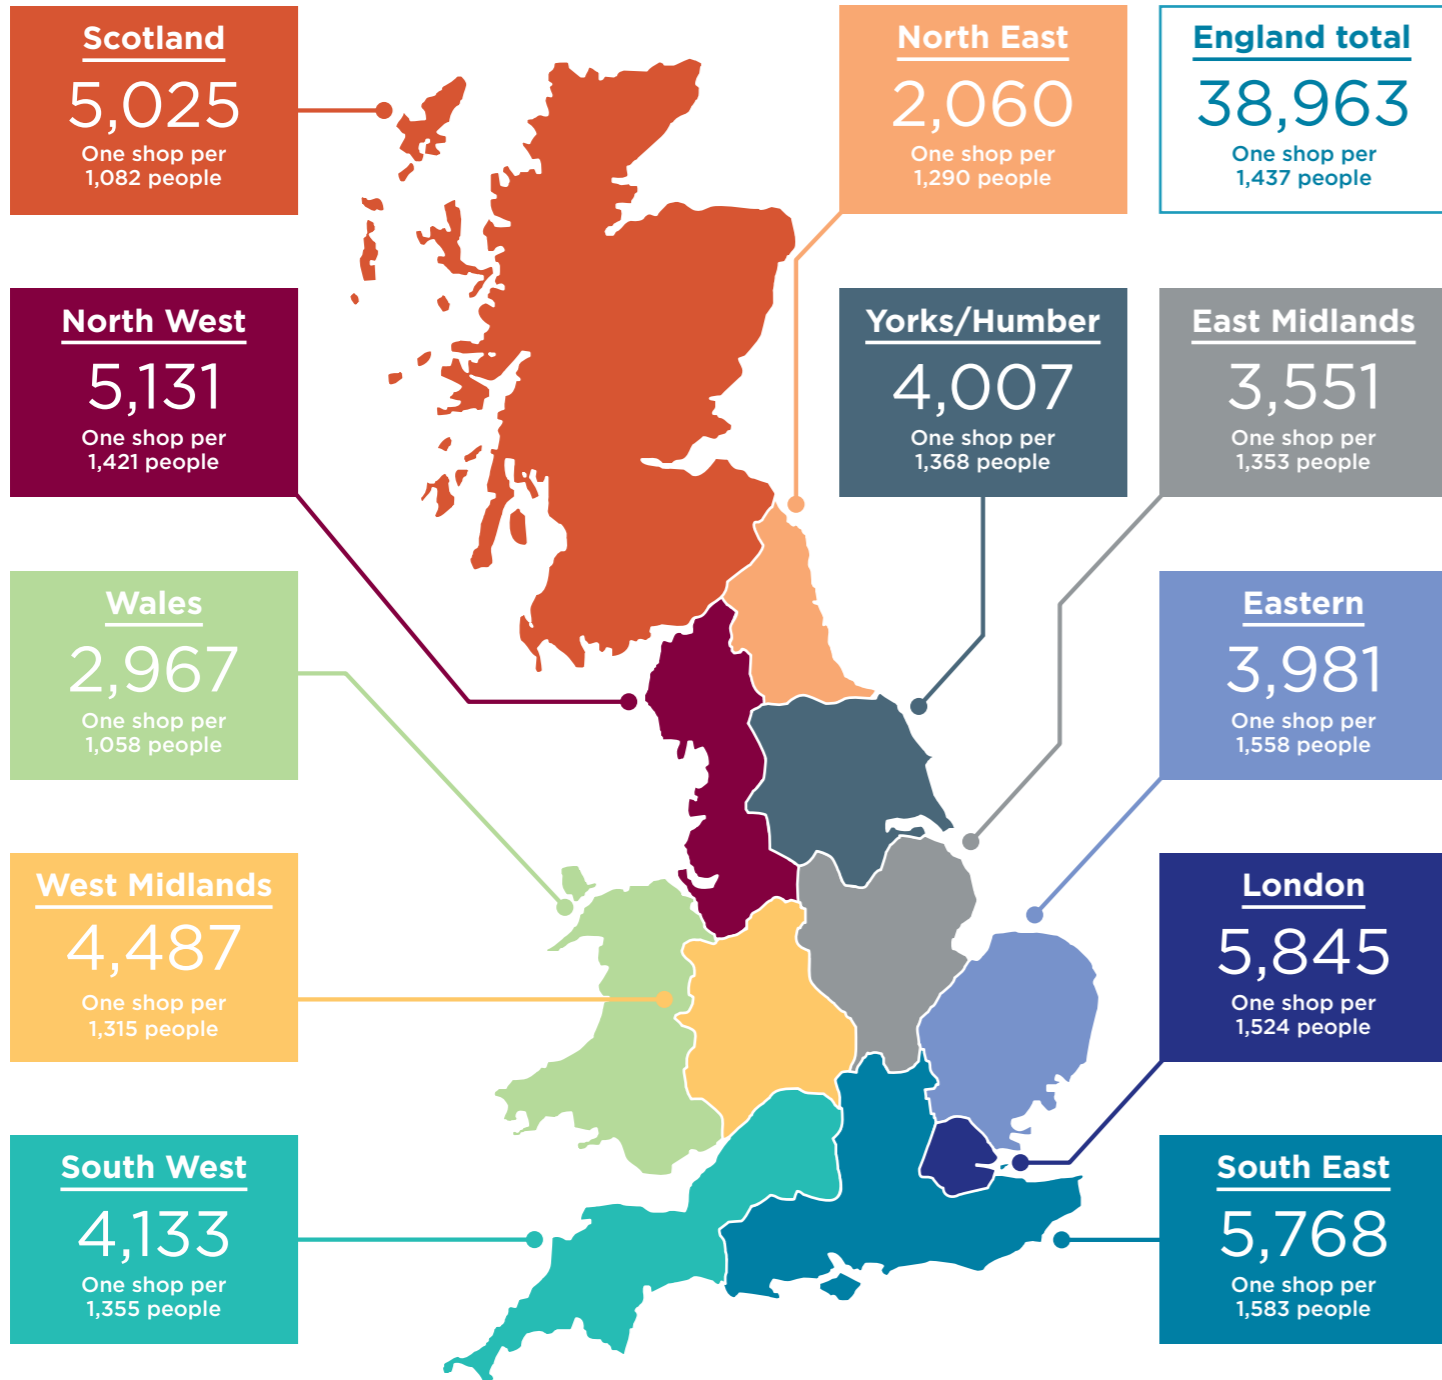 Scotland
5,025
One shop per
1,082 people
North East
2,060
One shop per
1,290 people
England total
38,963
One shop per
1,437 people
North West
5,131
One shop per
1,421 people
Yorks/Humber
4,007
One shop per
1,368 people
East Midlands
3,551
One shop per
1,353 people
Wales
2,967
One shop per
1,058 people
Eastern
3,981
One shop per
1,558 people
West Midlands
4,487
One shop per
1,315 people
London
5,845
One shop per
1,524 people
South West
4,133
One shop per
1,355 people
South East
5,768
One shop per
1,583 people